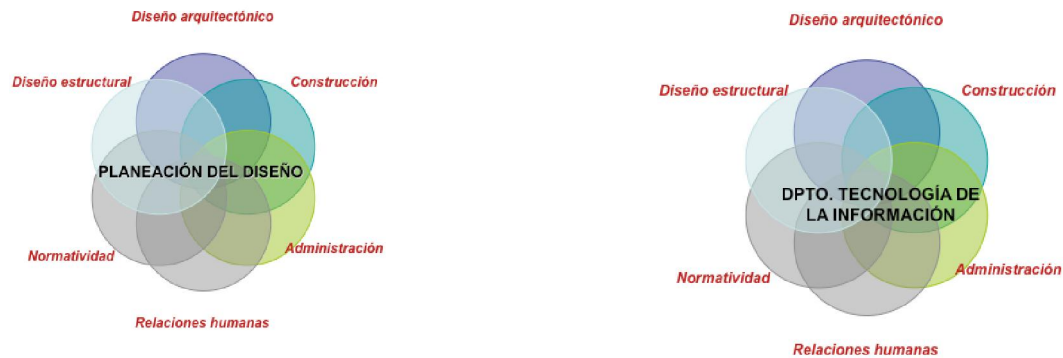 Diseño arquitectónico
Diseño estructural
Construcción
PLANEACIÓN DEL DISEÑO
Normatividad
Administración
Relaciones humanas
Diseño arquitectónico
Diseño estructural
Construcción
DPTO. TECNOLOGÍA DE
LA INFORMACIÓN
Normatividad
Administración
Relaciones humanas